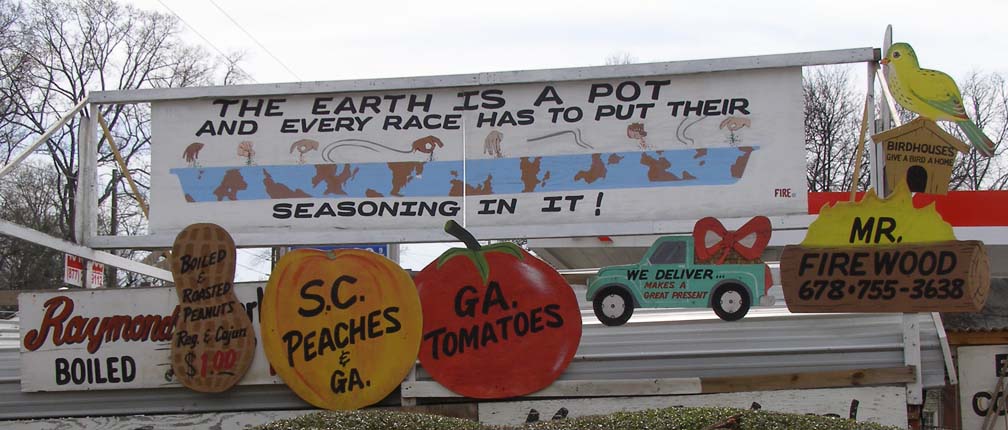 THE EARTH IS A POT
AND EVERY RACE HAS TO PUT THEIR
SEASONING IN IT!
FIRE
BIRDHOUSES
GIVE A BIRD A HOME
MR.
FIREWOOD
678-755-3638
WE DELIVER...
MAKES A
GREAT PRESENT
BOILED
&
ROASTED
PEANUTS
Reg. & Cajun
$1.00
Raymond
BOILED
S.C.
PEACHES
&
GA.
GA.
TOMATOES